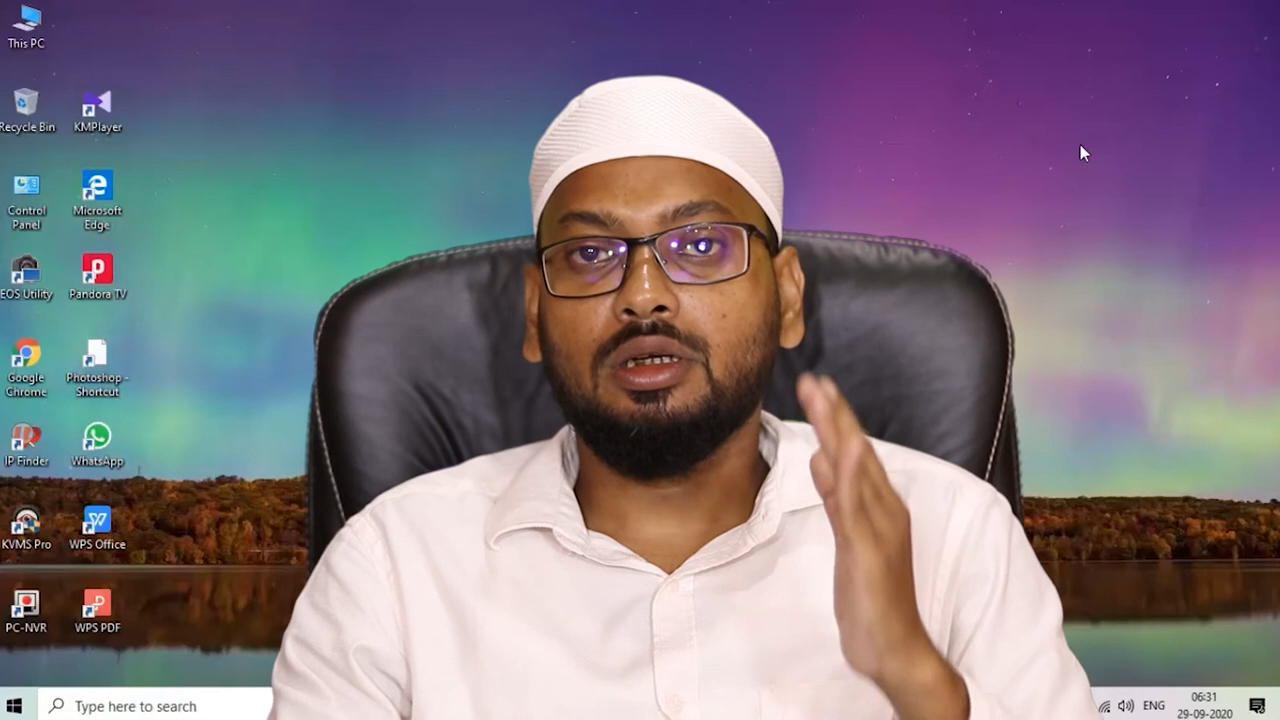 This PC
Recycle Bin
KMPlayer
Control
Panel
Microsoft
Edge
EOS Utility
Pandora TV
Google
Chrome
Photoshop -
Shortcut
IP Finder
WhatsApp
KVMS Pro
WPS Office
PC-NVR
WPS PDF
Type here to search
ENG
06:31
29-09-2020